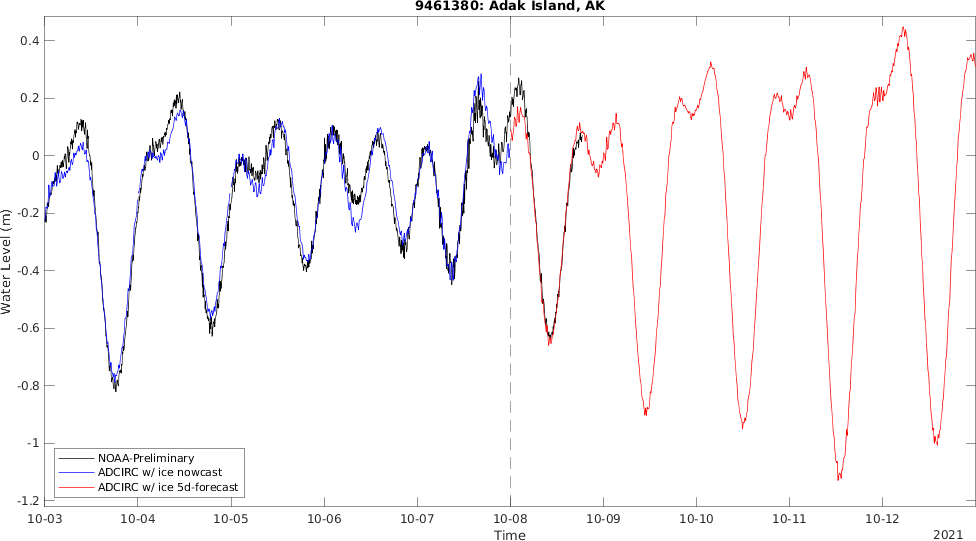 9461380: Adak Island, AK
Water Level (m)
0.4
0.2
0
-0.2
-0.4
-0.6
-0.8
-1
-1.2
NOAA-Preliminary
ADCIRC w/ ice nowcast
ADCIRC w/ ice 5d-forecast
10-03 10-04 10-05 10-06 10-07 10-08 10-09 10-10 10-11 10-12
Time
2021